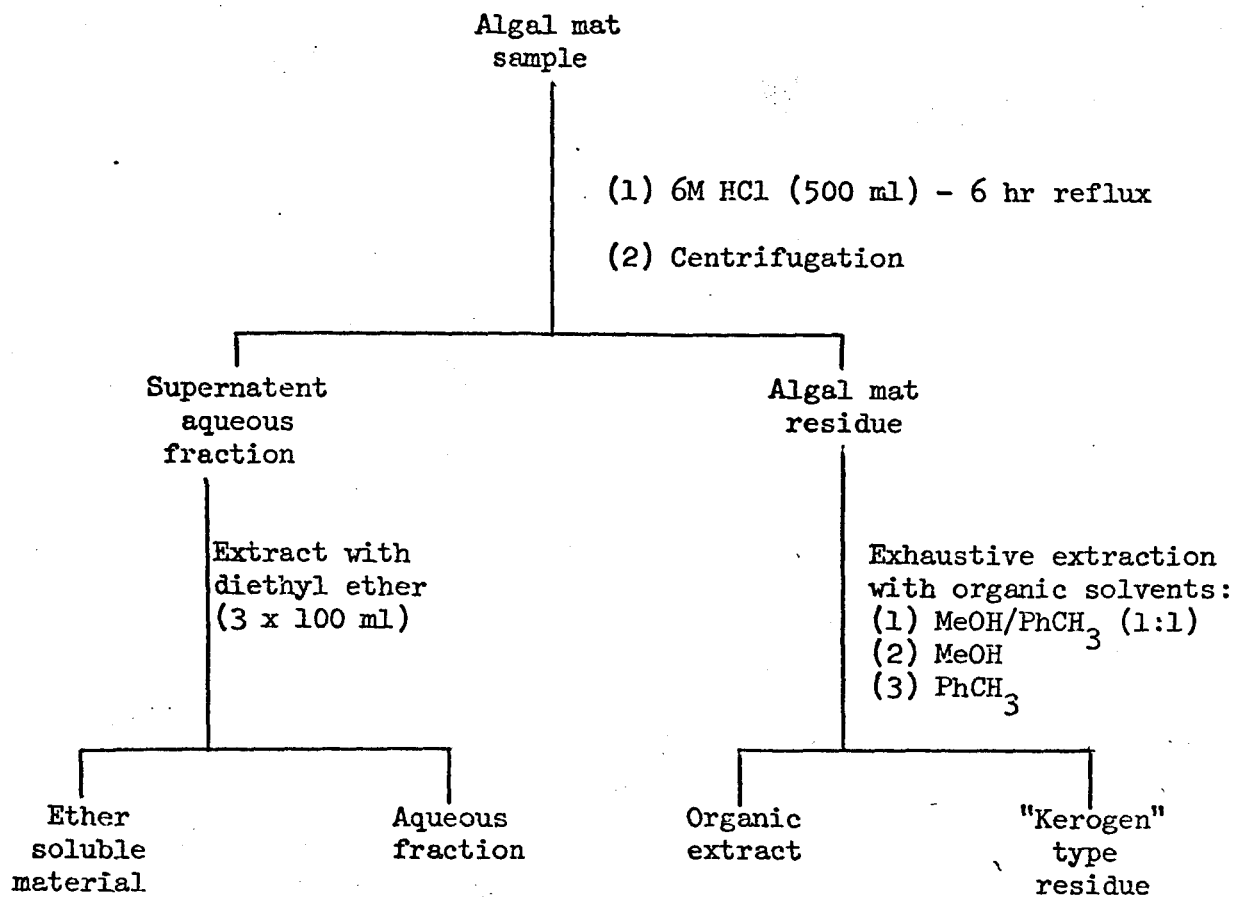 Algal mat
sample
(1) 6M HCl (500 ml) - 6 hr reflux
(2) Centrifugation
Supernatent
aqueous
fraction
Algal mat
residue
Extract with
diethyl ether
(3 x 100 ml)
Exhaustive extraction
with organic solvents:
(1) MeOH/PhCH3 (1:1)
(2) MeOH
(3) PhCH3
Ether
soluble
material
Aqueous
fraction
Organic
extract
"Kerogen"
type
residue